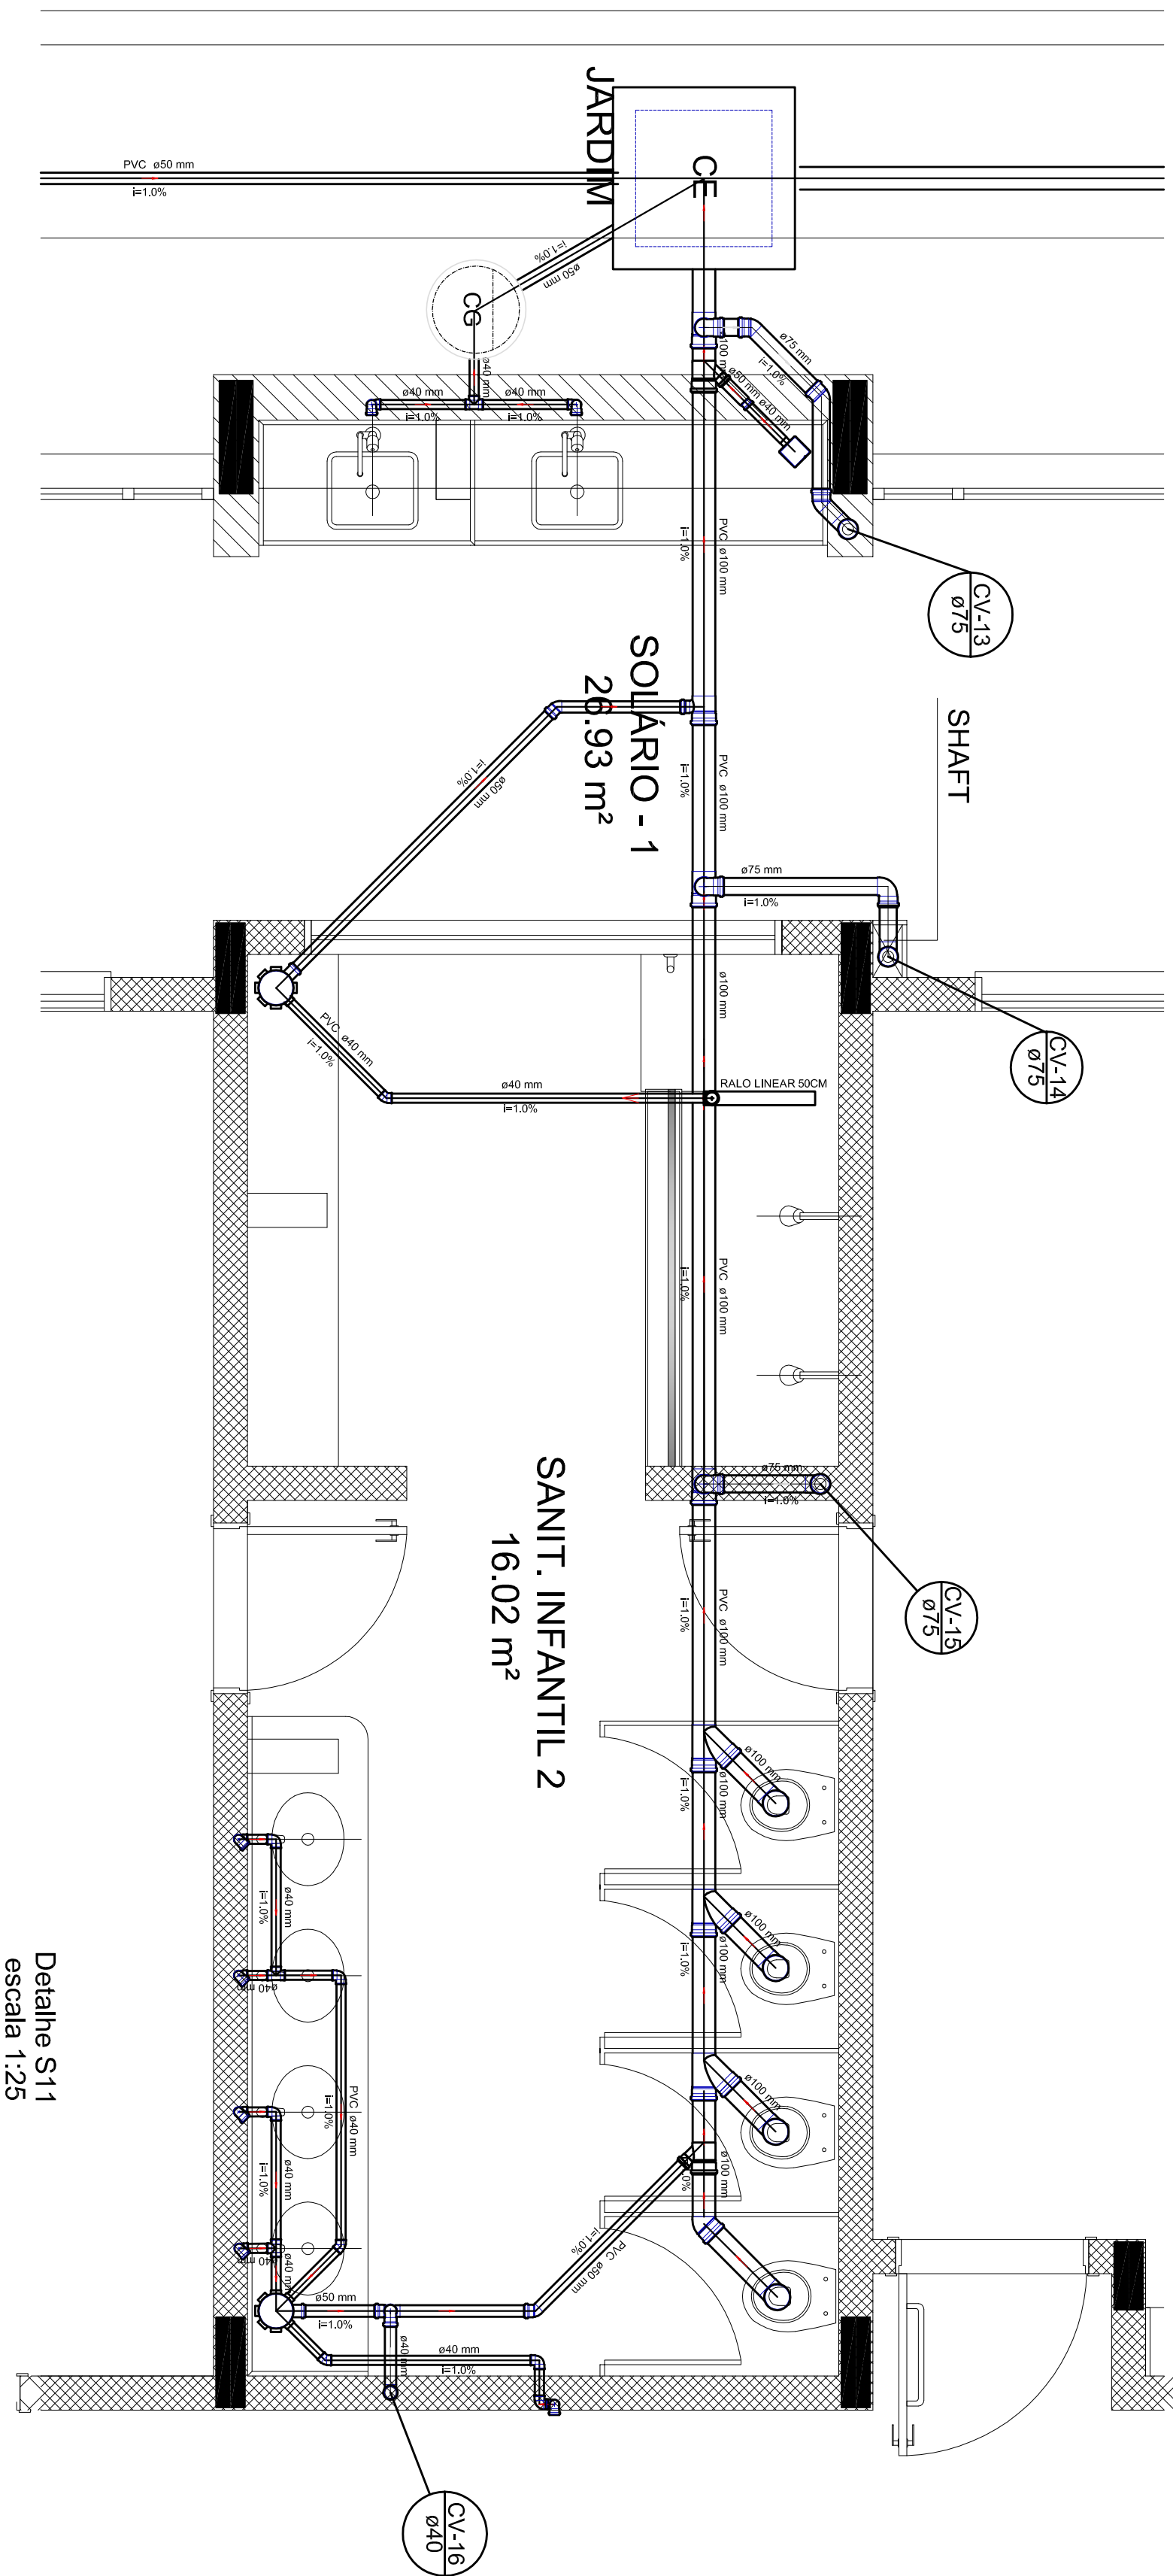 JARDIM
CE
PVC ø50 mm
i=1.0%
i=1.0%
ø50 mm
CG
ø40 mm
ø40 mm
i=1.0%
ø40 mm
i=1.0%
ø75 mm
i=1.0%
ø100 mm
ø50 mm
ø40 mm
PVC ø100 mm
i=1.0%
CV-13
ø75
SOLÁRIO - 1
26.93 m²
SHAFT
i=1.0%
ø50 mm
PVC ø100 mm
i=1.0%
ø75 mm
i=1.0%
CV-14
ø75
ø100 mm
PVC ø40 mm
i=1.0%
ø40 mm
i=1.0%
RALO LINEAR 50CM
PVC ø100 mm
i=1.0%
ø75 mm
i=1.0%
CV-15
ø75
SANIT. INFANTIL 2
16.02 m²
PVC ø100 mm
i=1.0%
ø100 mm
ø100 mm
i=1.0%
ø100 mm
ø100 mm
i=1.0%
ø100 mm
ø100 mm
ø40 mm
i=1.0%
ø40 mm
PVC ø40 mm
i=1.0%
ø40 mm
i=1.0%
ø40 mm
ø40 mm
ø50 mm
i=1.0%
i=1.0%
PVC ø50 mm
ø40 mm
ø40 mm
i=1.0%
CV-16
ø40
Detalhe S11
escala 1:25